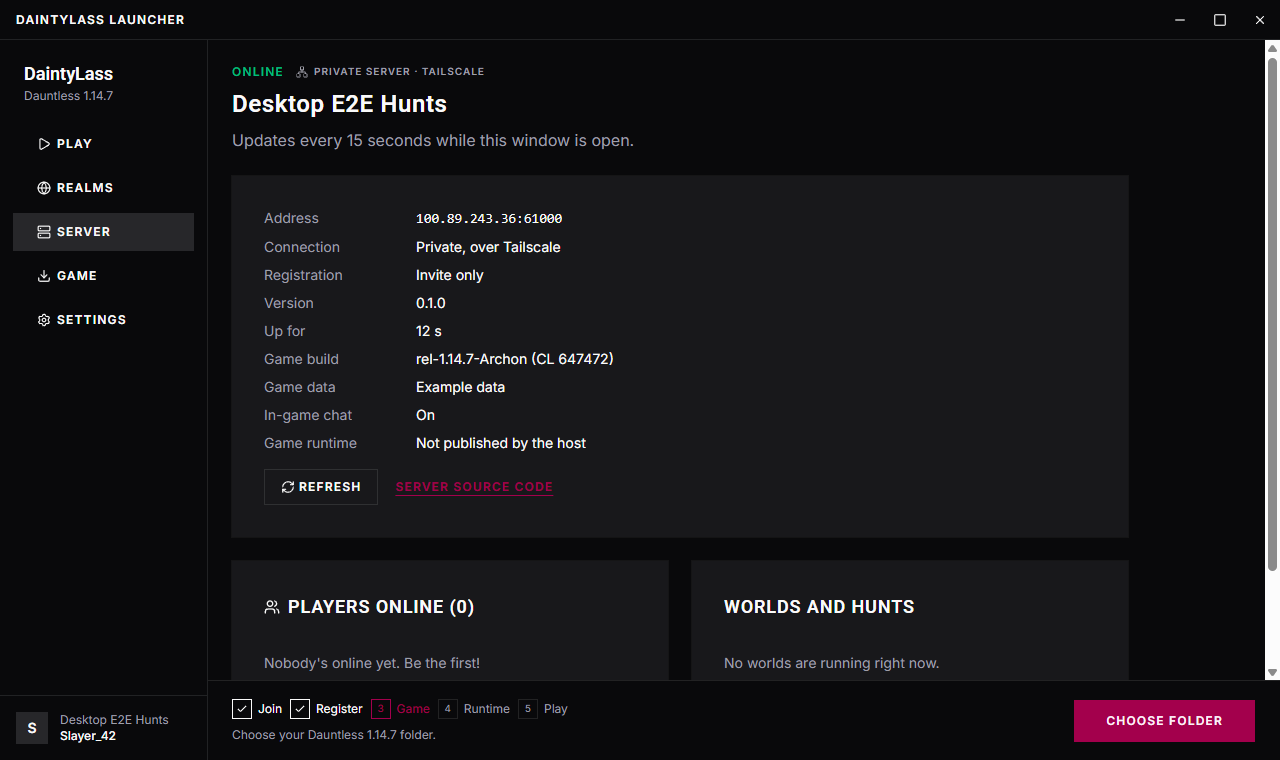 DAINTYLASS LAUNCHER
DaintyLass
Dauntless 1.14.7
PLAY
REALMS
SERVER
GAME
SETTINGS
S
Desktop E2E Hunts
Slayer_42
ONLINE PRIVATE SERVER · TAILSCALE
Desktop E2E Hunts
Updates every 15 seconds while this window is open.
Address 100.89.243.36:61000
Connection Private, over Tailscale
Registration Invite only
Version 0.1.0
Up for 12 s
Game build rel-1.14.7-Archon (CL 647472)
Game data Example data
In-game chat On
Game runtime Not published by the host
REFRESH SERVER SOURCE CODE
PLAYERS ONLINE (0)
Nobody's online yet. Be the first!
WORLDS AND HUNTS
No worlds are running right now.
Join Register 3 Game 4 Runtime 5 Play
Choose your Dauntless 1.14.7 folder.
CHOOSE FOLDER